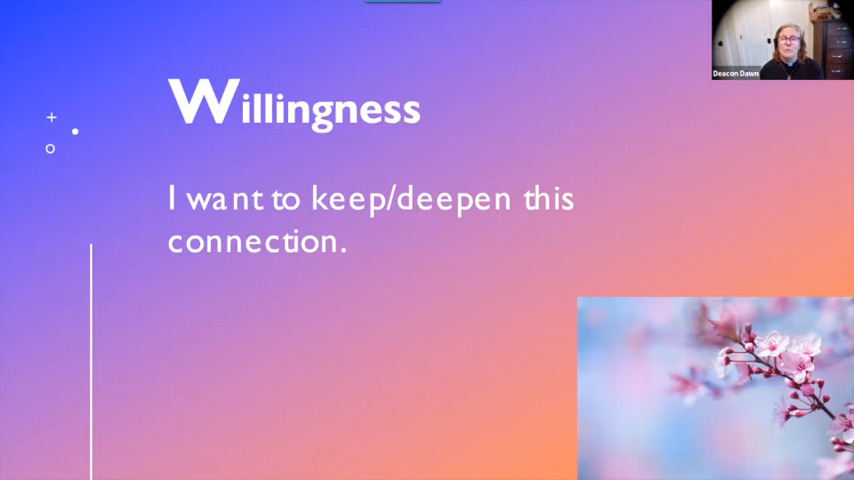 Willingness
I want to keep/deepen this
connection.
Deacon Dawn